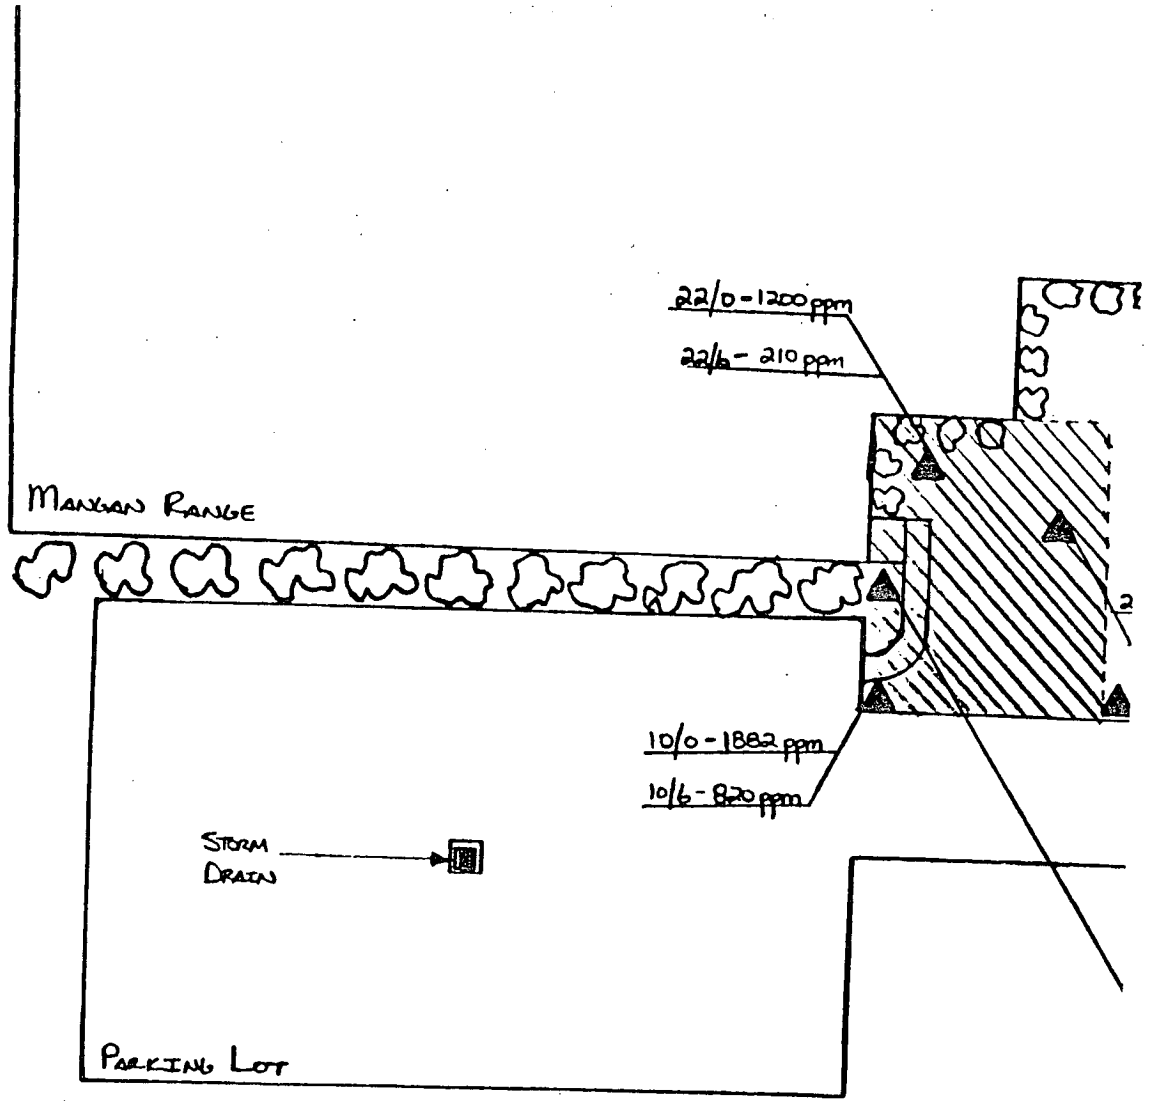 22/0-1200 ppm
22/6- 210 ppm
MANGAN RANGE
2
10/0-1882 ppm
10/6-820 ppm
STORM
DRAIN
PARKING LOT